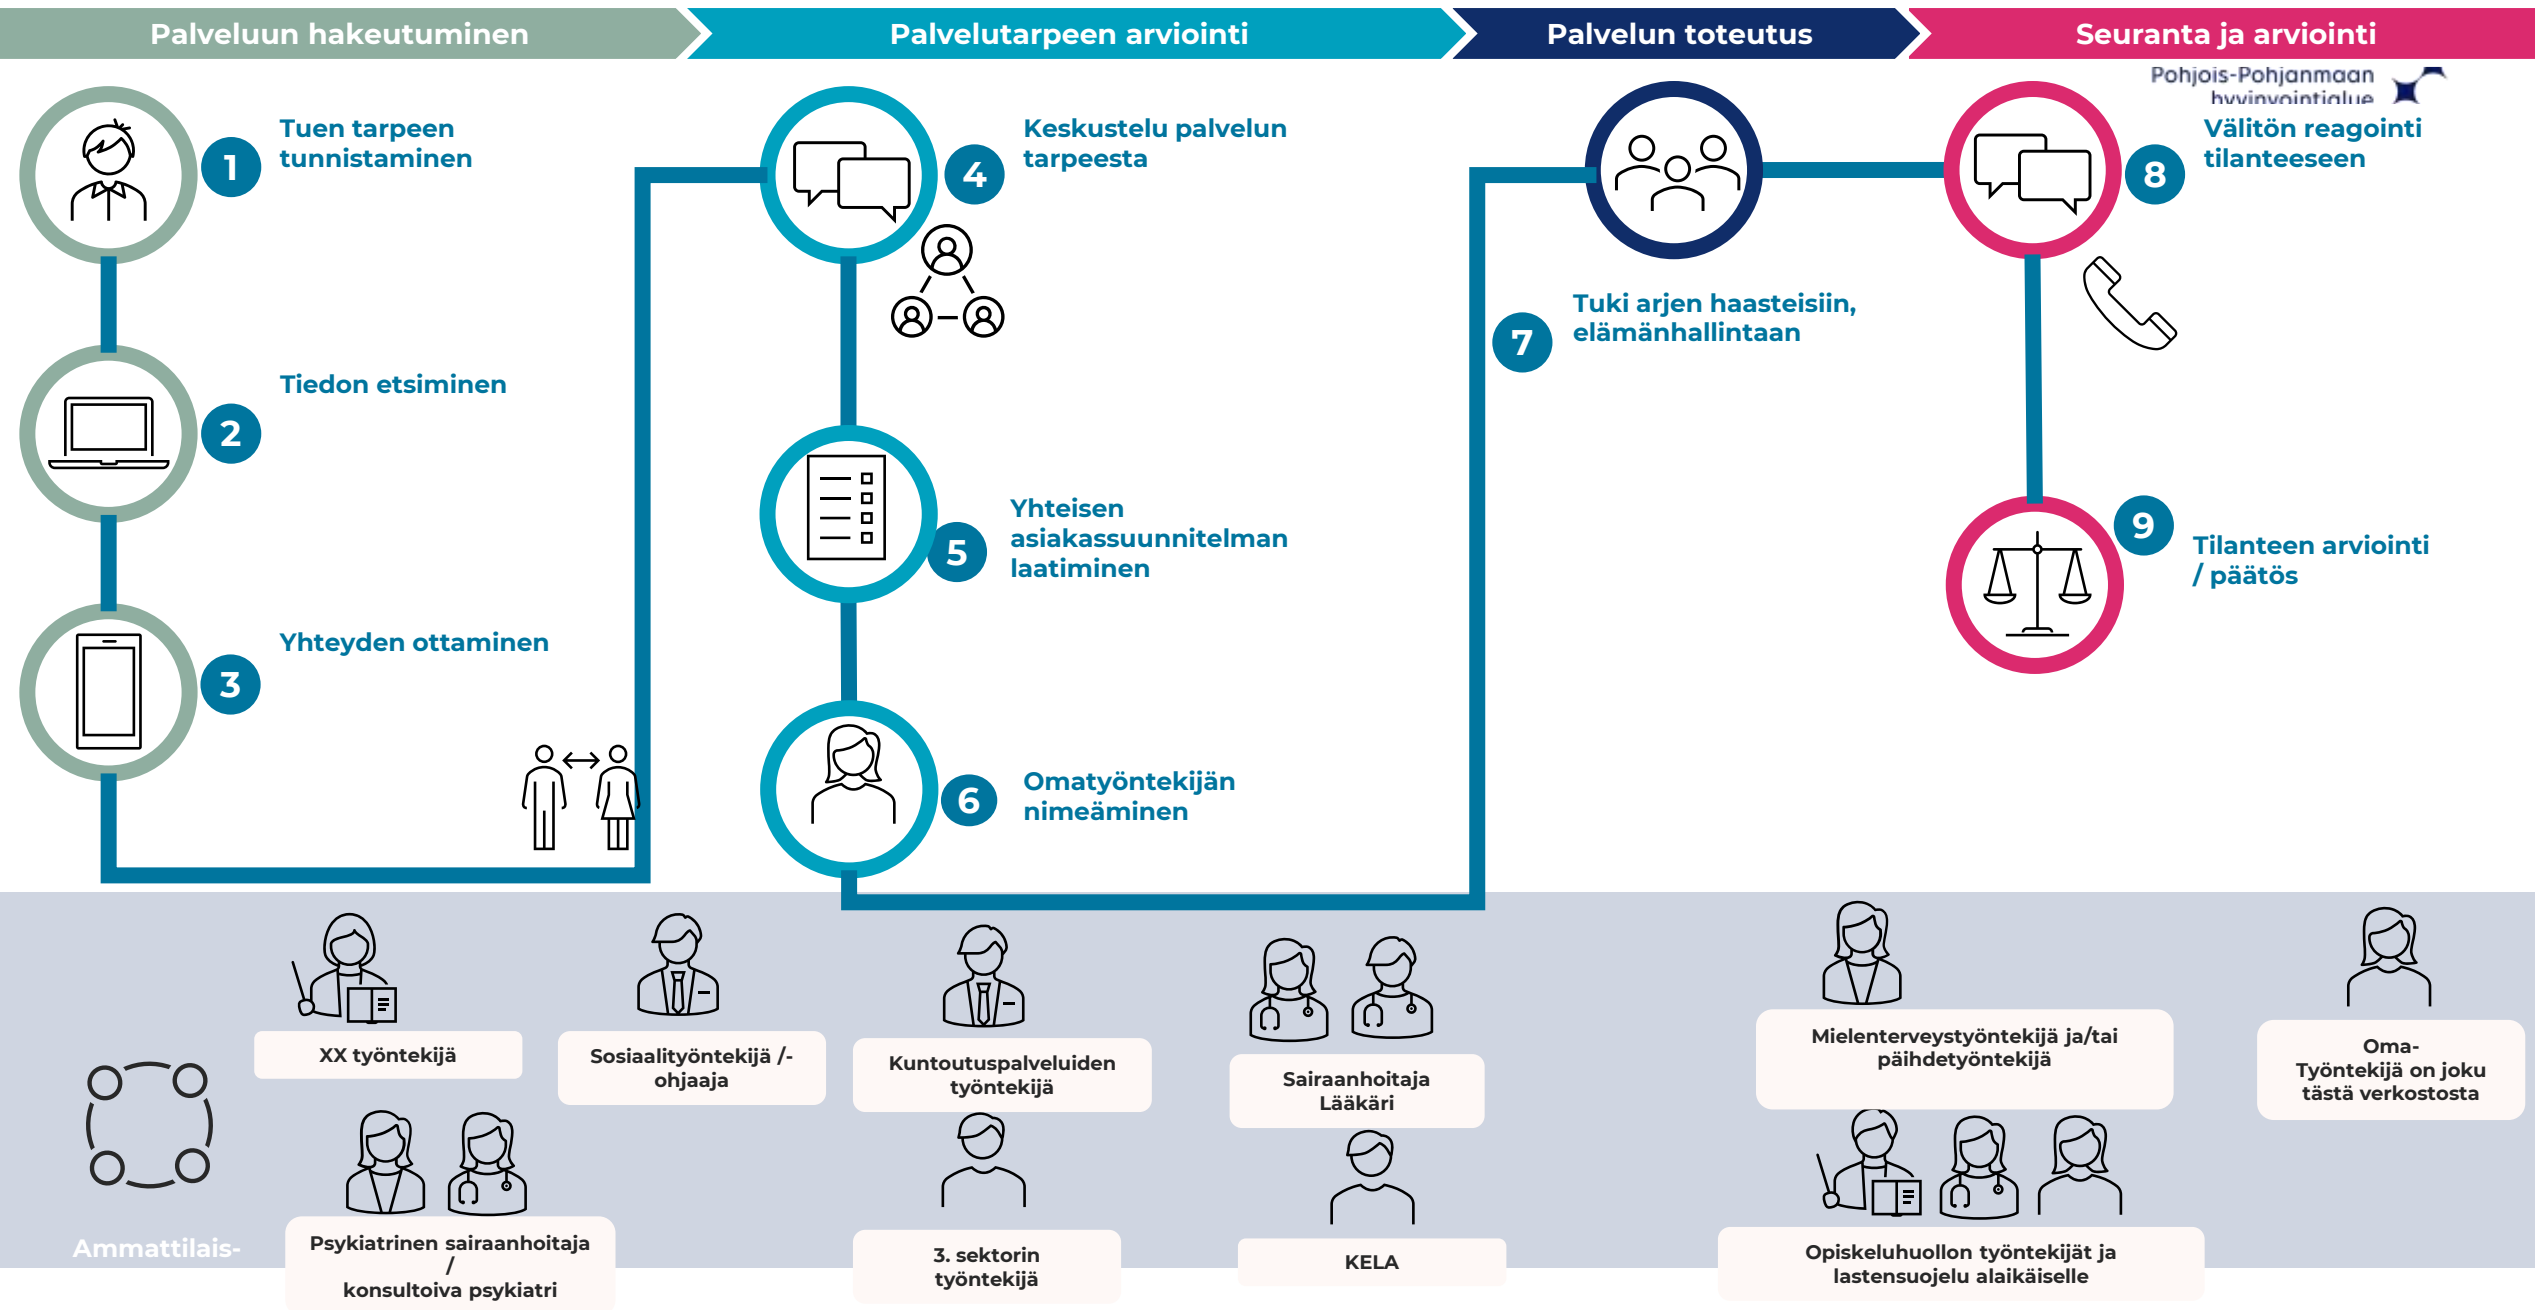 Palveluun hakeutuminen
Palvelutarpeen arviointi
Palvelun toteutus
Seuranta ja arviointi
Pohjois-Pohjanmaan
hyvinvointialue
1
Tuen tarpeen
tunnistaminen
2
Tiedon etsiminen
3
Yhteyden ottaminen
4
Keskustelu palvelun
tarpeesta
5
Yhteisen
asiakassuunnitelman
laatiminen
6
Omatyöntekijän
nimeäminen
7
Tuki arjen haasteisiin,
elämänhallintaan
8
Välitön reagointi
tilanteeseen
9
Tilanteen arviointi
/ päätös
XX työntekijä
Sosiaalityöntekijä /-
ohjaaja
Kuntoutuspalveluiden
työntekijä
Sairaanhoitaja
Lääkäri
Mielenterveystyöntekijä ja/tai
päihdetyöntekijä
Oma-
Työntekijä on joku
tästä verkostosta
Ammattilais-
Psykiatrinen sairaanhoitaja
/
konsultoiva psykiatri
3. sektorin
työntekijä
KELA
Opiskeluhuollon työntekijät ja
lastensuojelu alaikäiselle